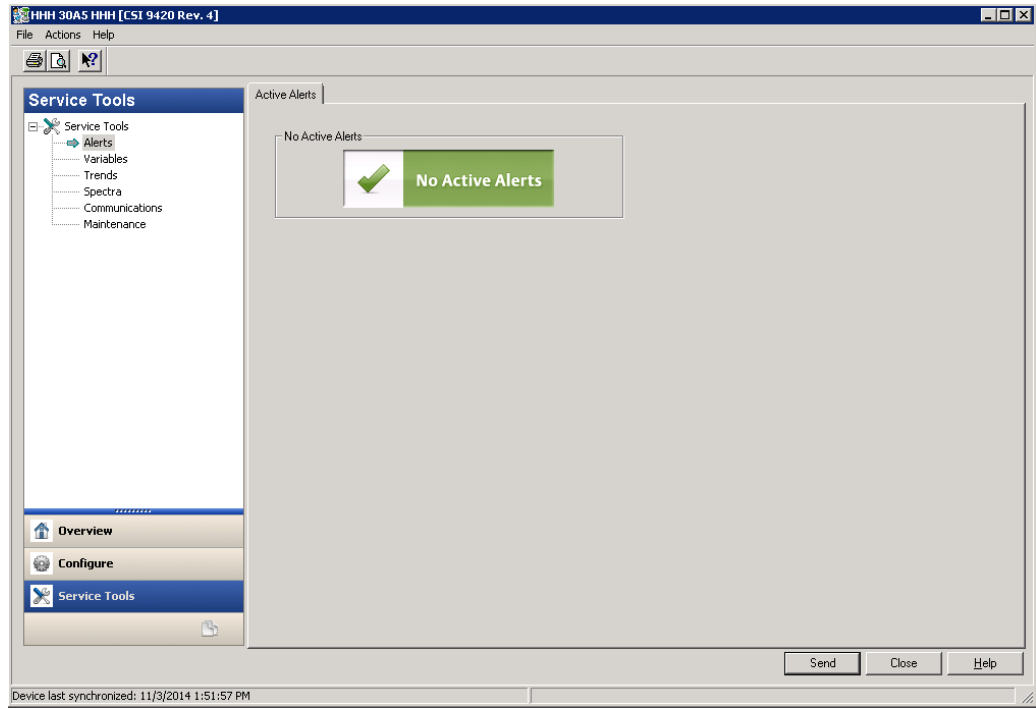 HHH 30A5 HHH [CSI 9420 Rev. 4]
File Actions Help
Service Tools
Service Tools
Alerts
Variables
Trends
Spectra
Communications
Maintenance
Overview
Configure
Service Tools
Active Alerts
No Active Alerts
No Active Alerts
Send Close Help
Device last synchronized: 11/3/2014 1:51:57 PM